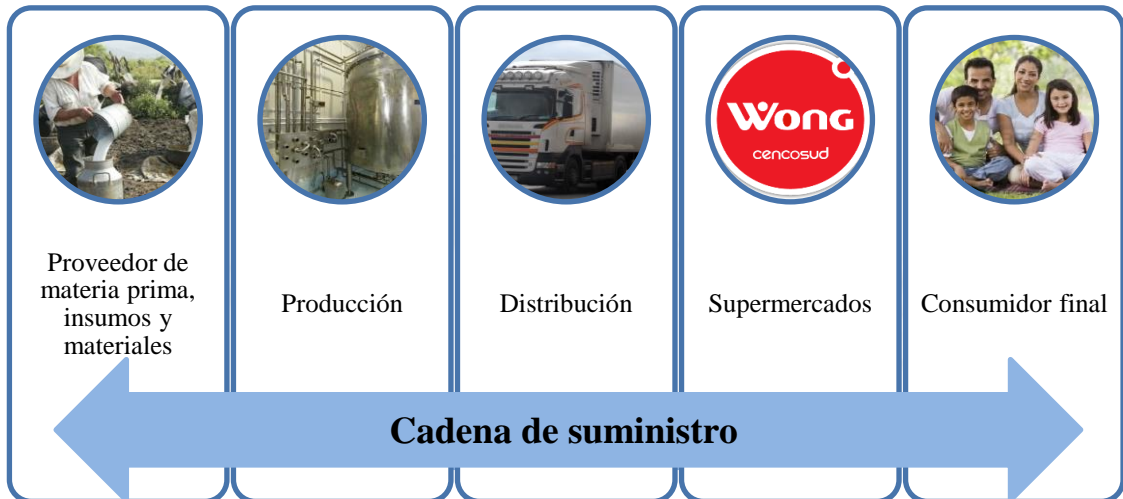 Wong
cencosud
Proveedor de
materia prima,
insumos y
materiales
Producción
Distribución
Supermercados
Consumidor final
Cadena de suministro